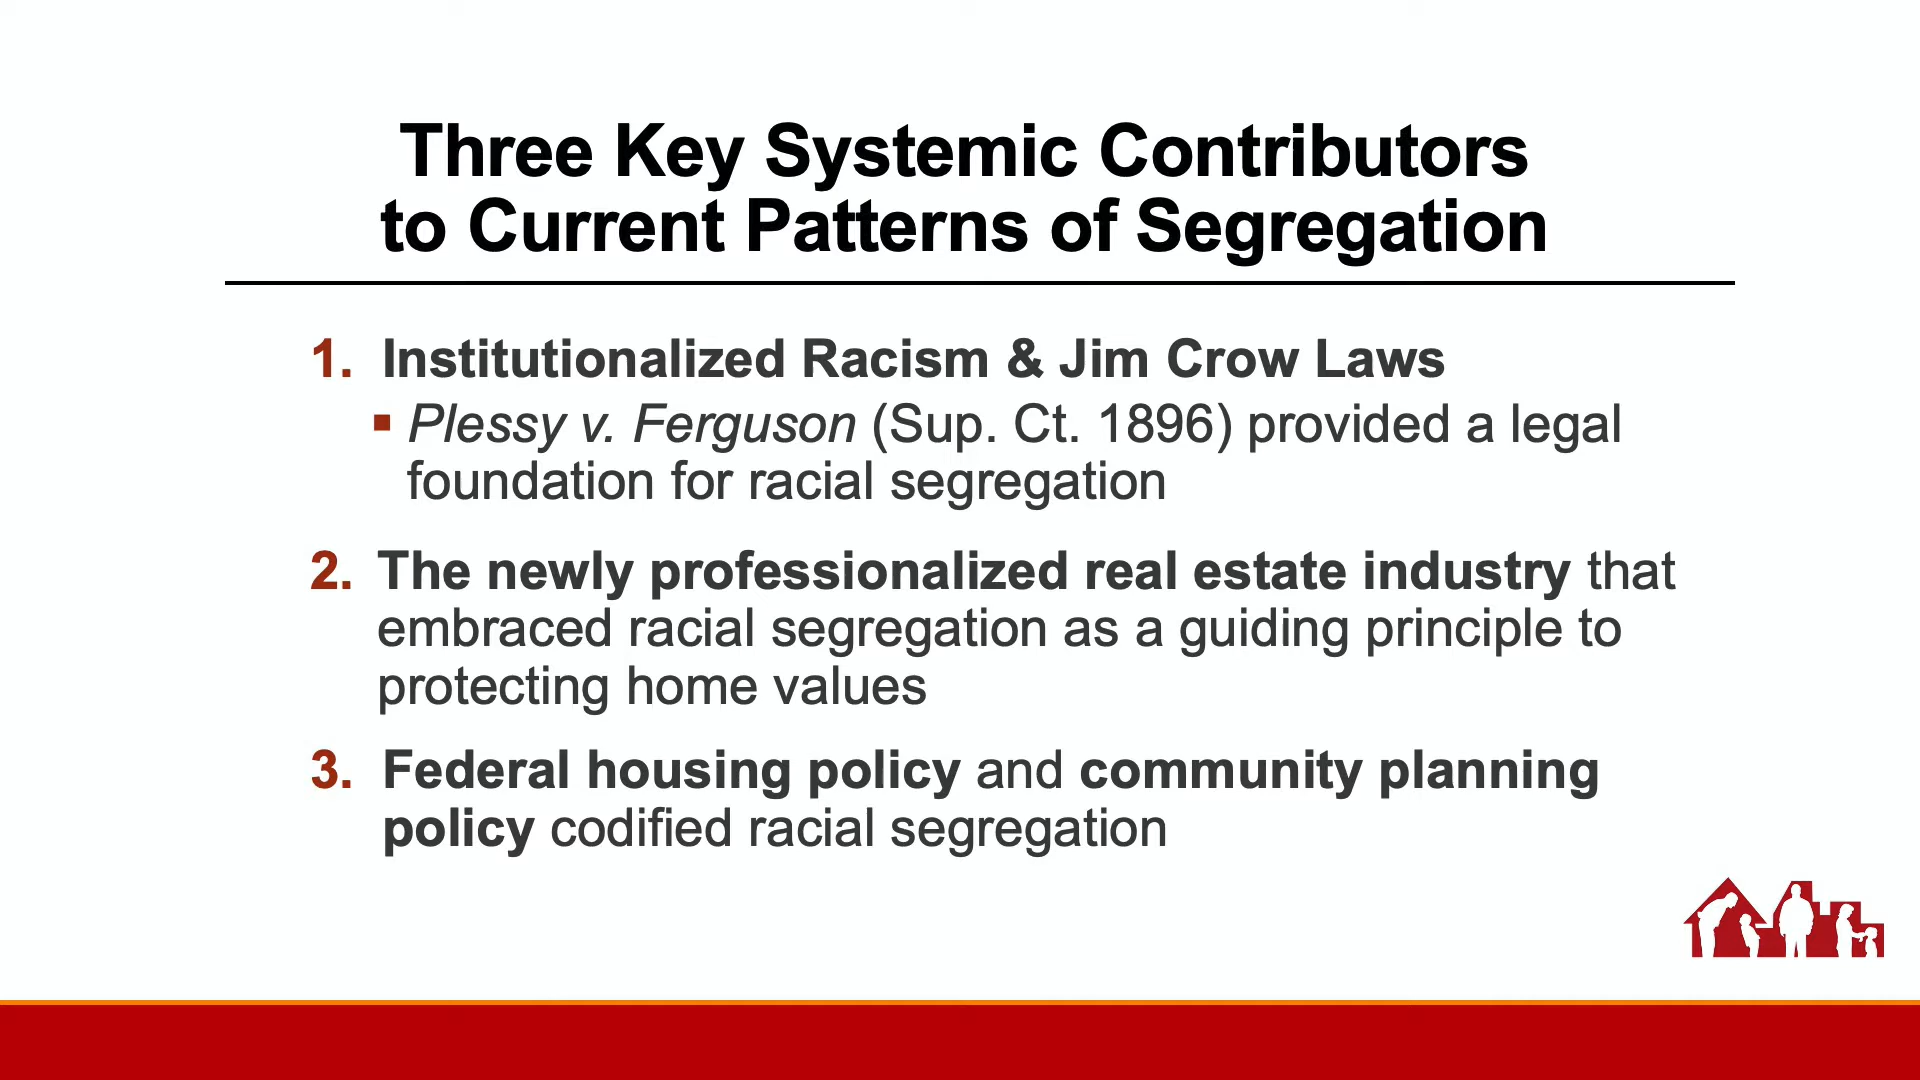 Three Key Systemic Contributors
to Current Patterns of Segregation
1. Institutionalized Racism & Jim Crow Laws
▪ Plessy v. Ferguson (Sup. Ct. 1896) provided a legal
foundation for racial segregation
2. The newly professionalized real estate industry that
embraced racial segregation as a guiding principle to
protecting home values
3. Federal housing policy and community planning
policy codified racial segregation